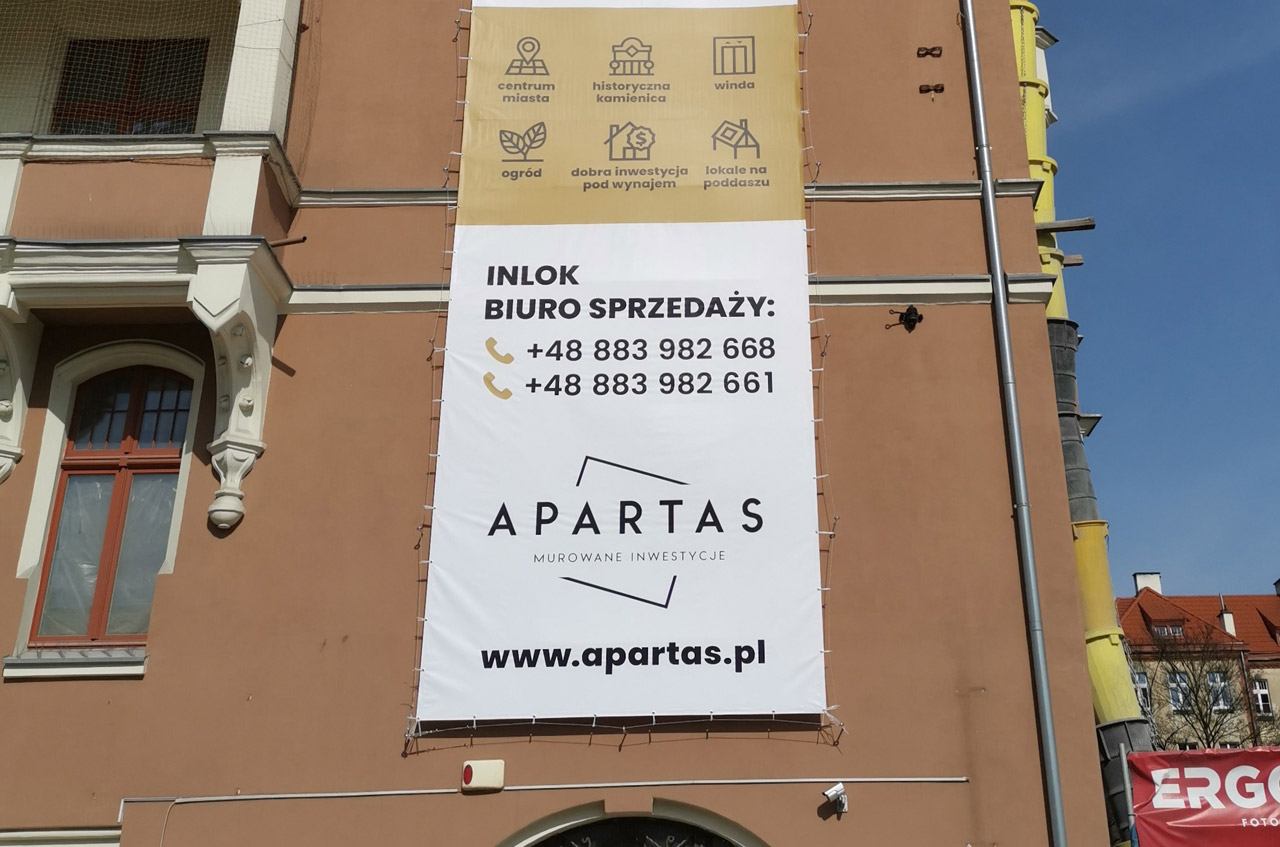 centrum
miasta
historyczna
kamienica
winda
ogród
dobra inwestycja
pod wynajem
lokale na
poddaszu
INLOK
BIURO SPRZEDAŻY:
+48 883 982 668
+48 883 982 661
APARTAS
MUROWANE INWESTYCJE
www.apartas.pl
ERGO
FOTO